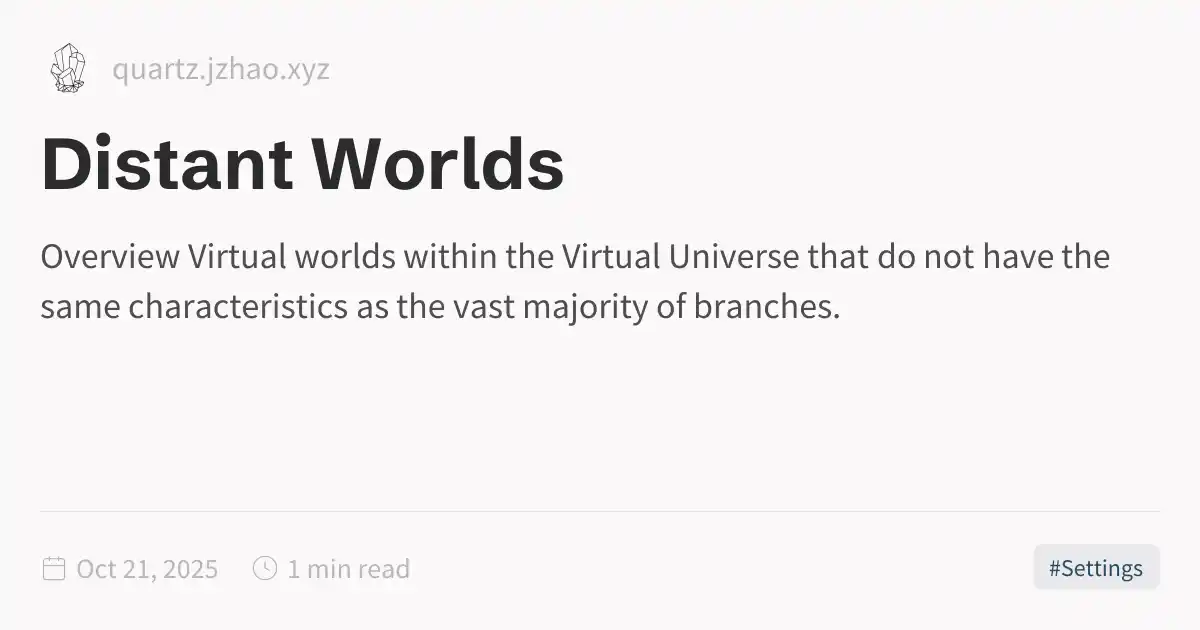 quartz.jzhao.xyz
Distant Worlds
Overview Virtual worlds within the Virtual Universe that do not have the
same characteristics as the vast majority of branches.
Oct 21, 2025 1 min read #Settings